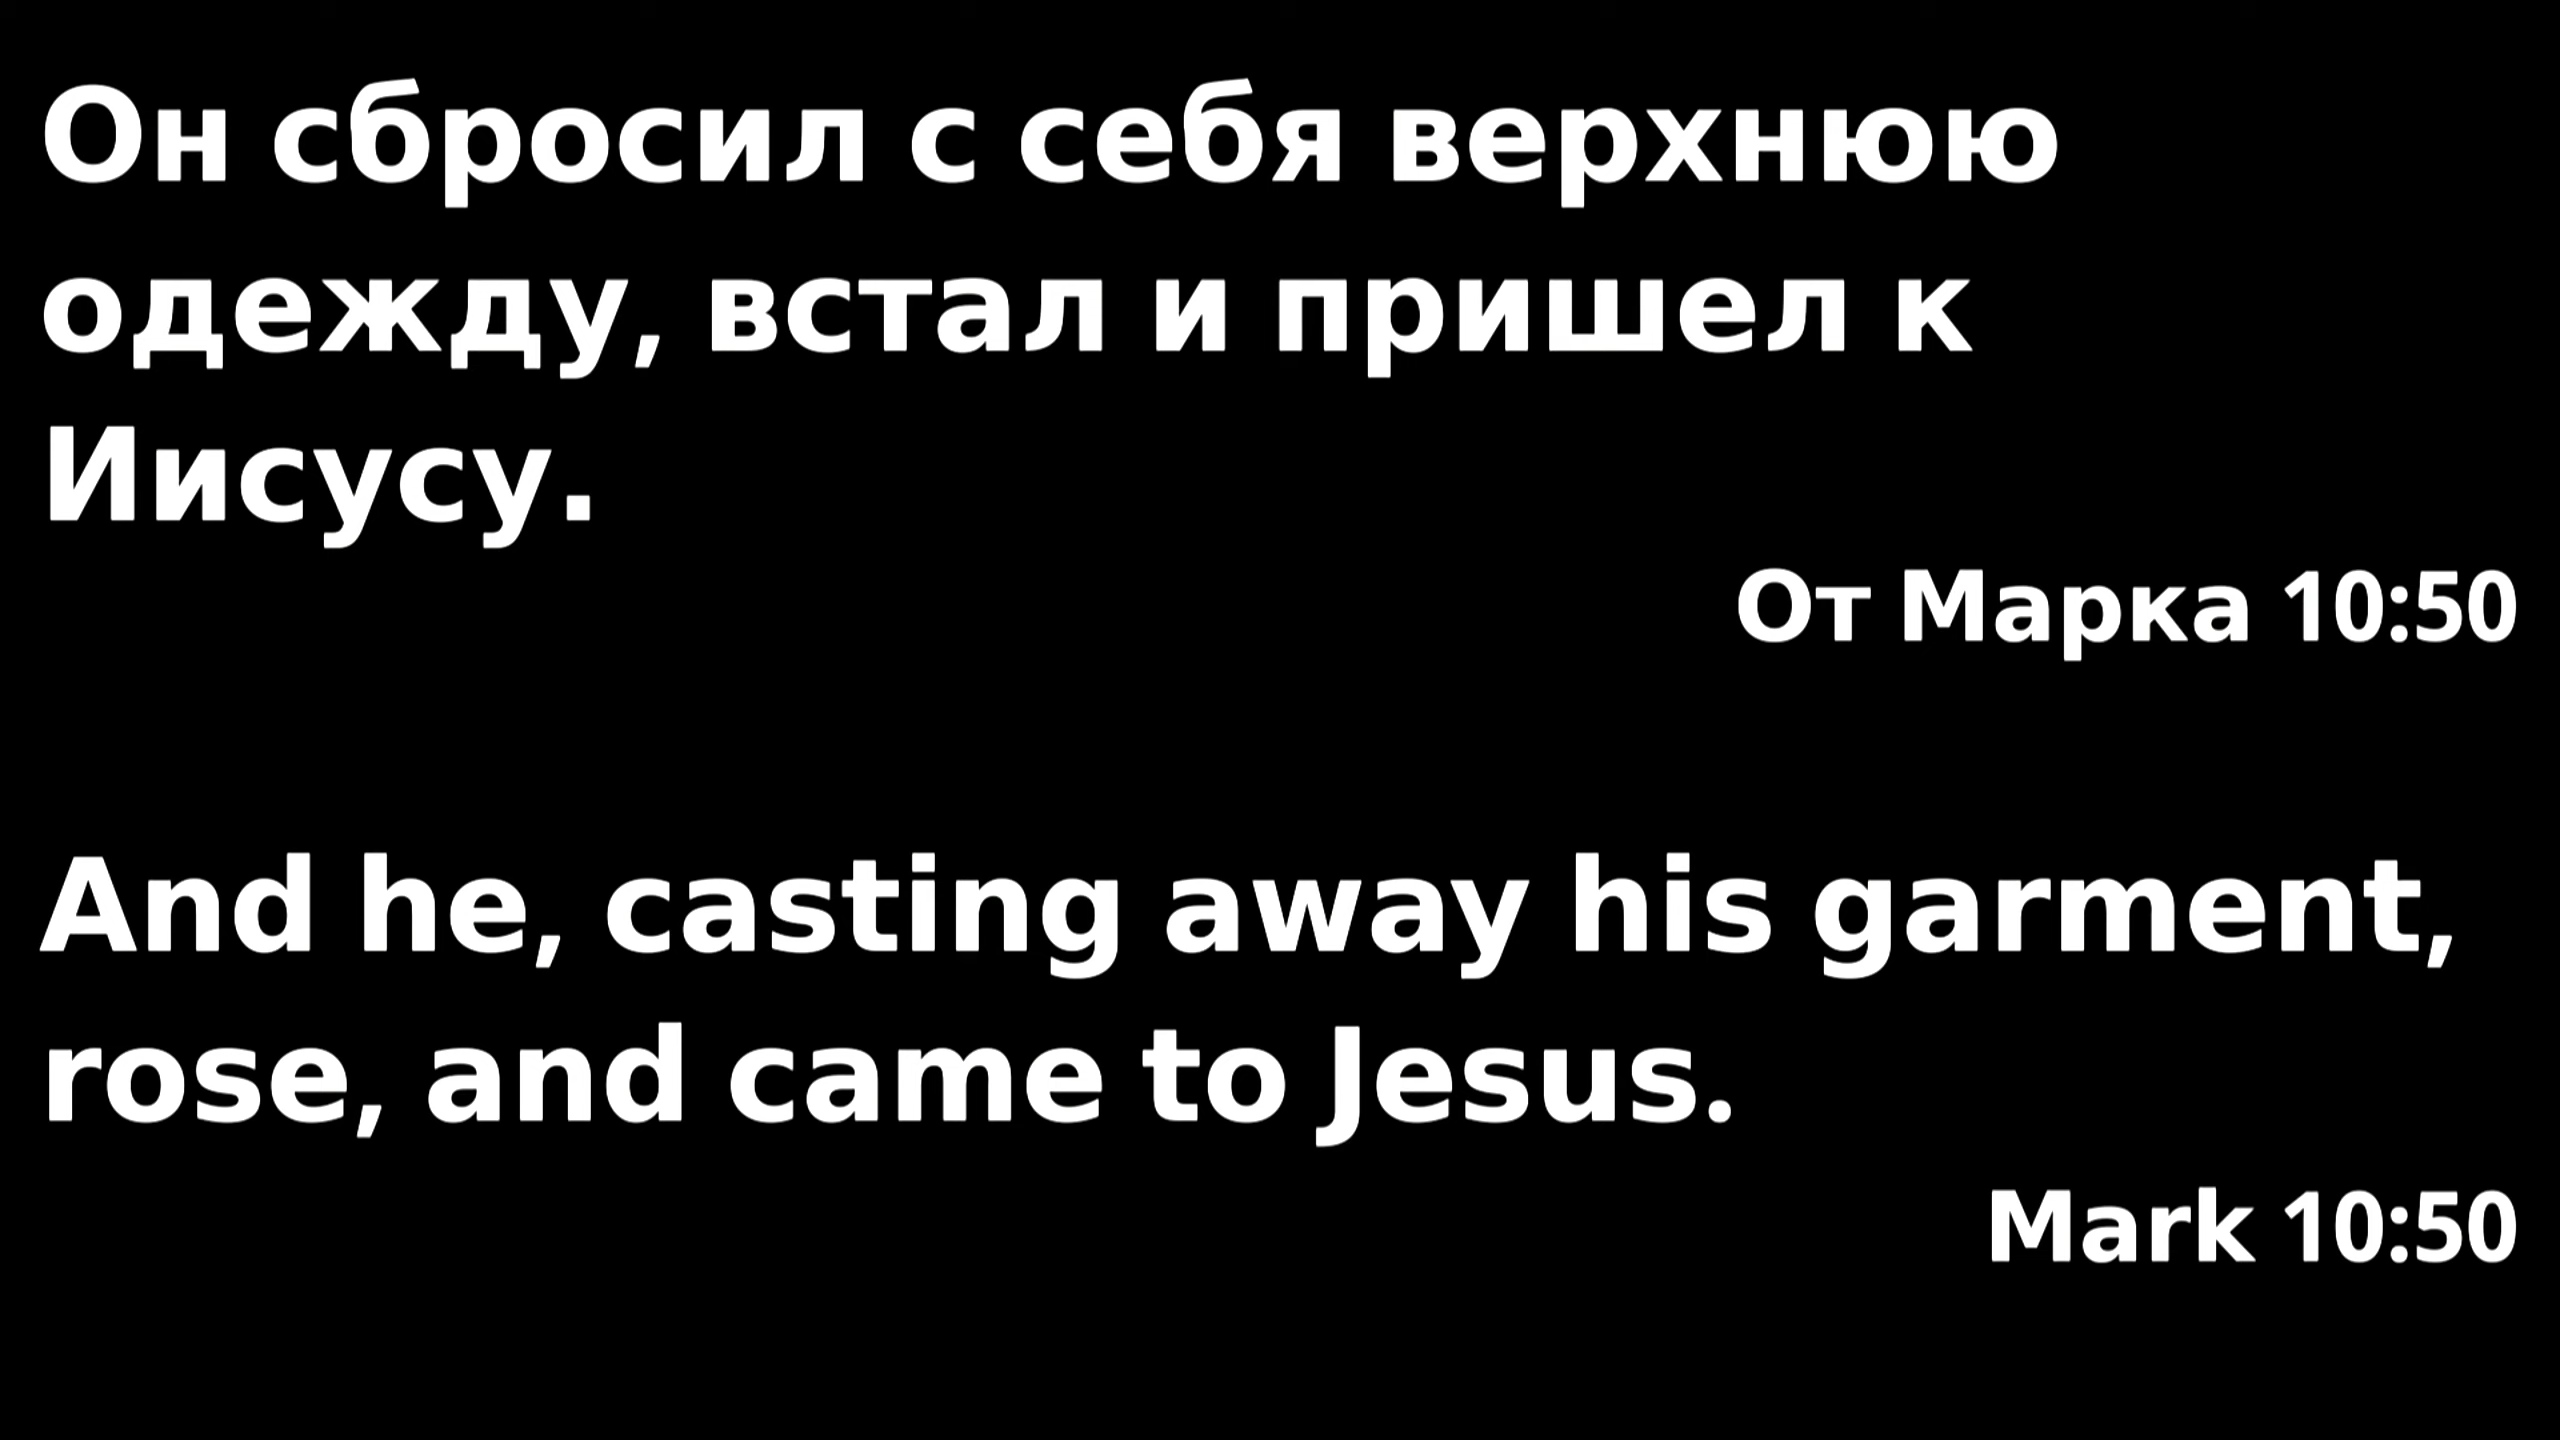 Он сбросил с себя верхнюю
одежду, встал и пришел к
Иисусу.
От Марка 10:50
And he, casting away his garment,
rose, and came to Jesus.
Mark 10:50